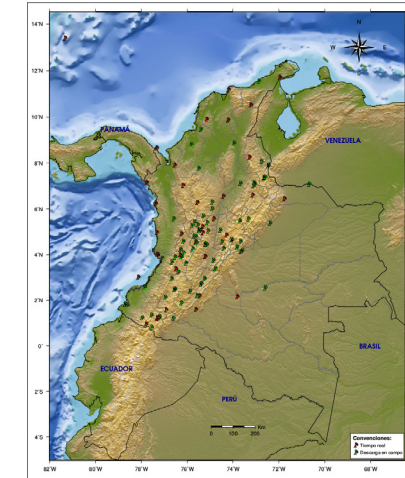 14˚N
12˚N
10˚N
8˚N
6˚N
4˚N
2˚N
0˚
2˚S
4˚S
N
W
E
S
PANAMÁ
VENEZUELA
ECUADOR
BRASIL
PERÚ
Km
0 100 200
Convenciones:
Tiempo real
Descarga en campo
82˚W 80˚W 78˚W 76˚W 74˚W 72˚W 70˚W 68˚W